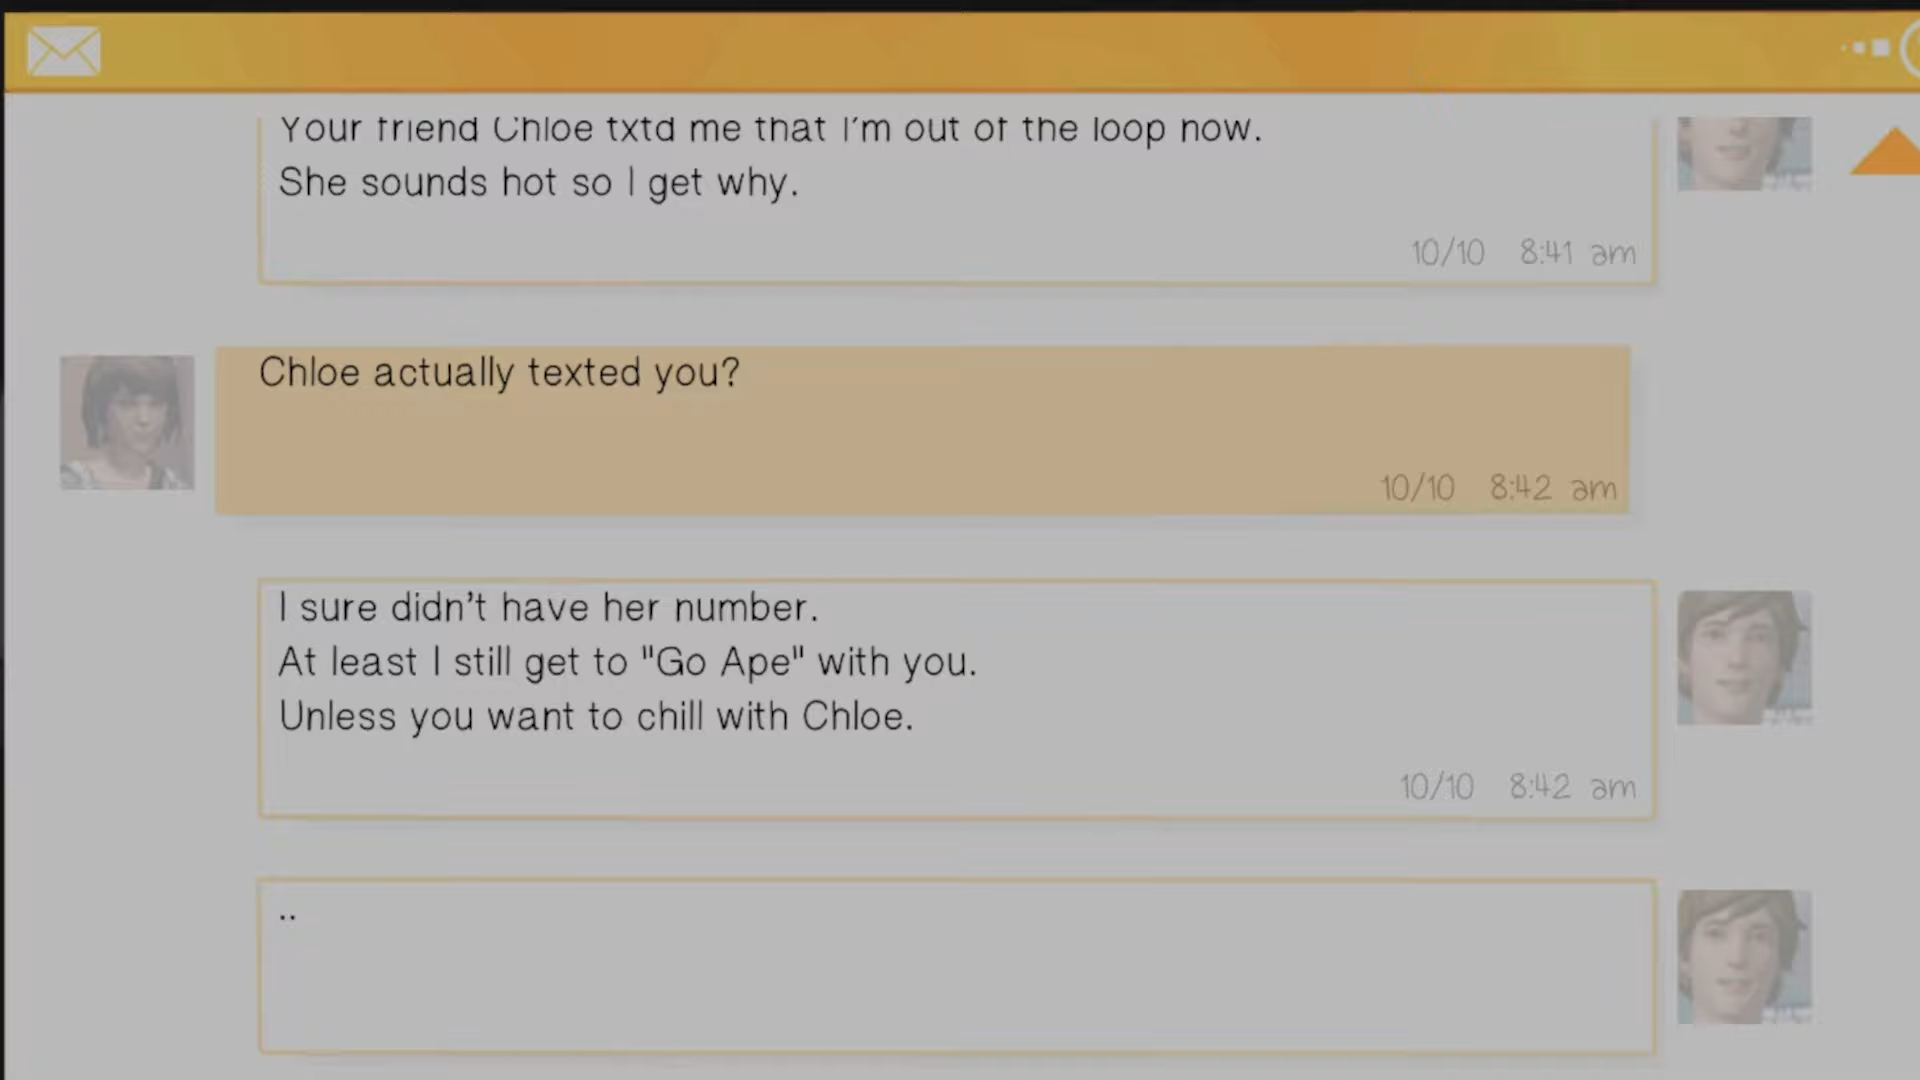 Your friend Chloe txtd me that I'm out of the loop now.
She sounds hot so I get why.
10/10 8:41 am
Chloe actually texted you?
10/10 8:42 am
I sure didn't have her number.
At least I still get to "Go Ape" with you.
Unless you want to chill with Chloe.
10/10 8:42 am
..